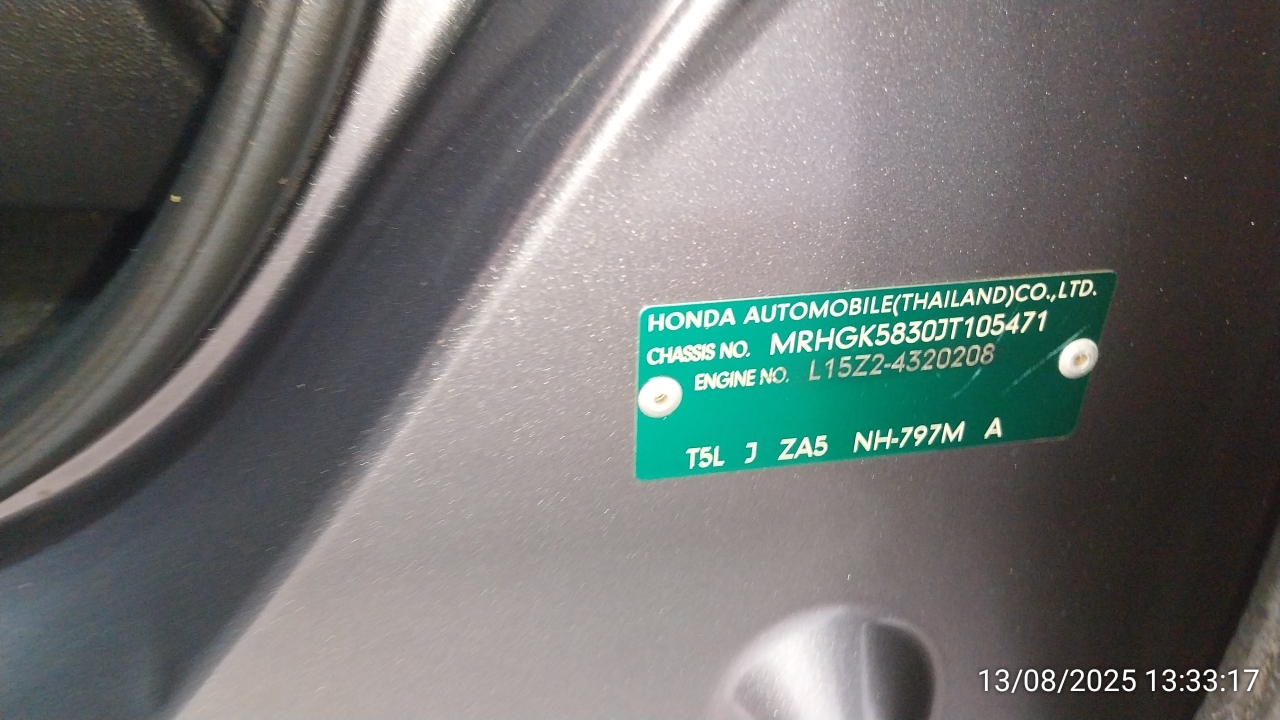 HONDA AUTOMOBILE(THAILAND)CO.,LTD.
CHASSIS NO. MRHGK5830JT105471
ENGINE NO. L15Z2-4320208
T5L J ZA5 NH-797M A
13/08/2025 13:33:17